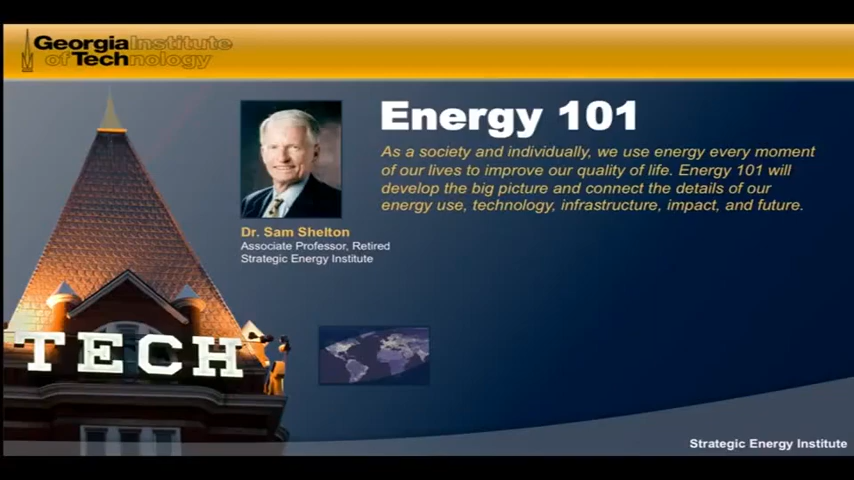 Georgia Institute
of Technology
Energy 101
As a society and individually, we use energy every moment
of our lives to improve our quality of life. Energy 101 will
develop the big picture and connect the details of our
energy use, technology, infrastructure, impact, and future.
Dr. Sam Shelton
Associate Professor, Retired
Strategic Energy Institute
TECH
Strategic Energy Institute